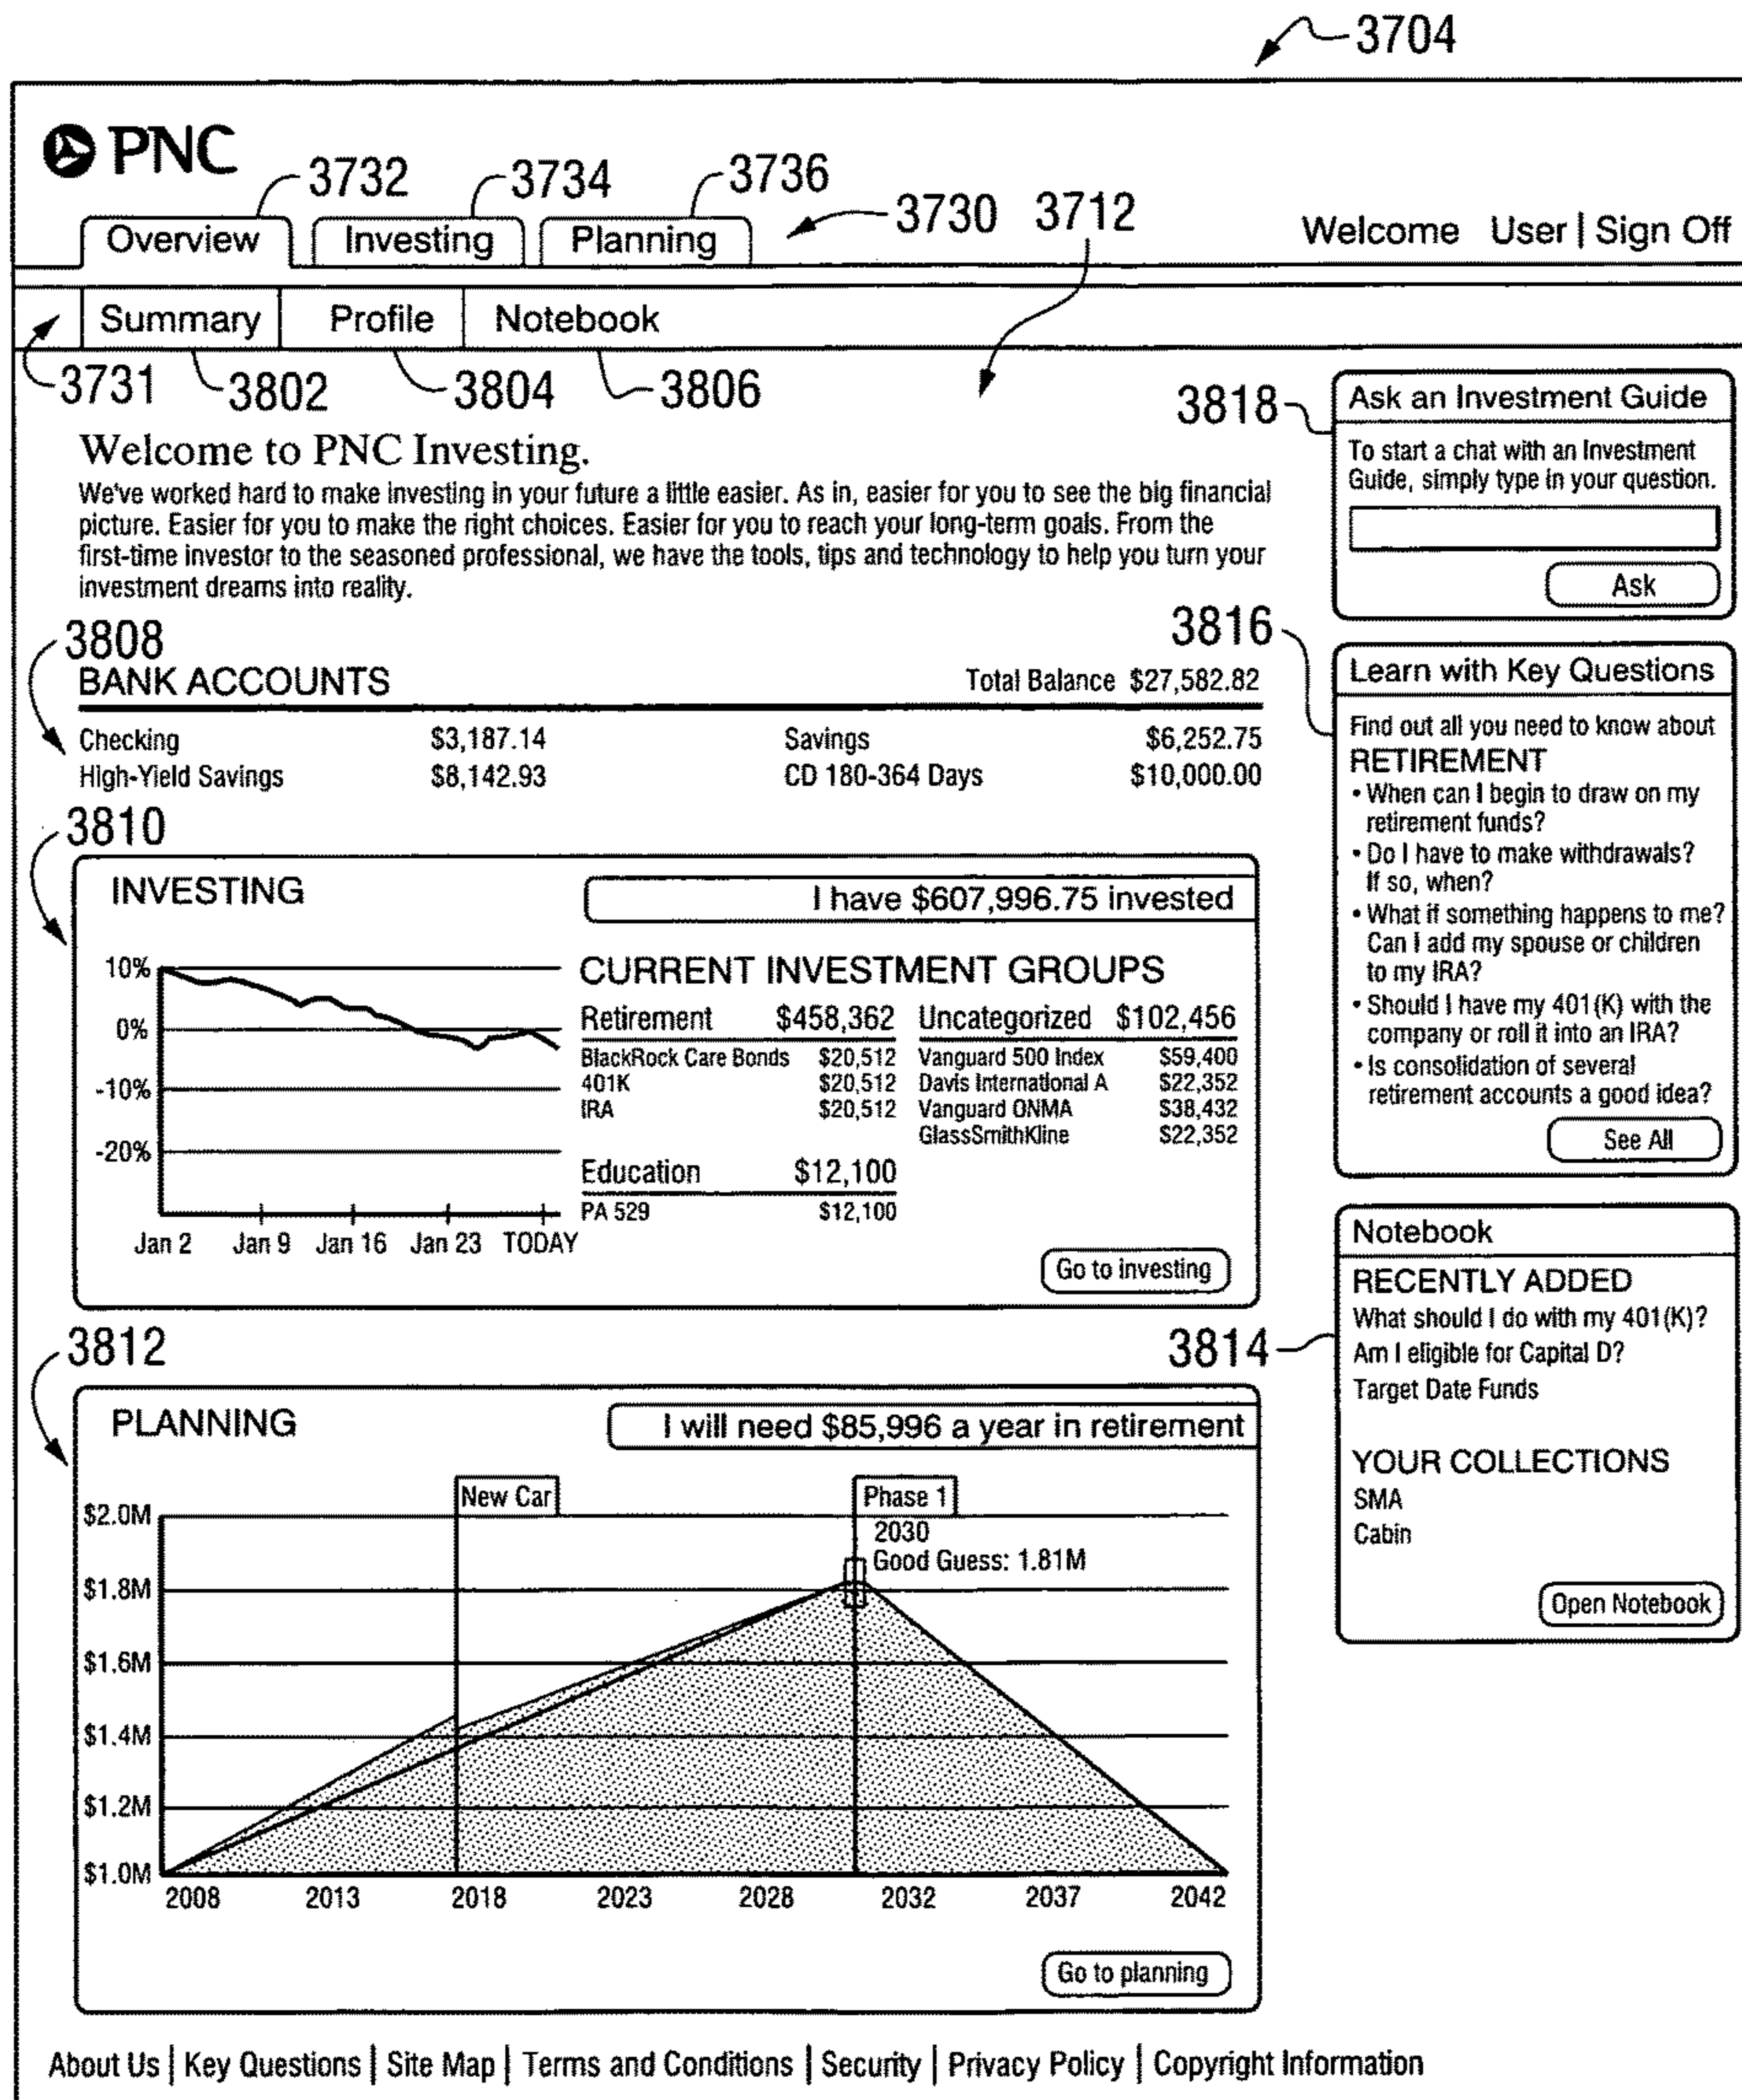 3704
PNC
3732 3734 3736
3730 3712
Overview Investing Planning
Welcome User | Sign Off
Summary Profile Notebook
3731 3802 3804 3806
Welcome to PNC Investing.
We've worked hard to make investing in your future a little easier. As in, easier for you to see the big financial
picture. Easier for you to make the right choices. Easier for you to reach your long-term goals. From the
first-time investor to the seasoned professional, we have the tools, tips and technology to help you turn your
investment dreams into reality.
3808
BANK ACCOUNTS Total Balance $27,582.82
Checking $3,187.14 Savings $6,252.75
High-Yield Savings $8,142.93 CD 180-364 Days $10,000.00
3810
INVESTING
I have $607,996.75 invested
10%
0%
-10%
-20%
Jan 2 Jan 9 Jan 16 Jan 23 TODAY
CURRENT INVESTMENT GROUPS
Retirement $458,362
BlackRock Care Bonds $20,512
401K $20,512
IRA $20,512
Education $12,100
PA 529 $12,100
Uncategorized $102,456
Vanguard 500 Index $59,400
Davis International A $22,352
Vanguard ONMA $38,432
GlassSmithKline $22,352
Go to investing
3812
PLANNING
I will need $85,996 a year in retirement
New Car
Phase 1
2030
Good Guess: 1.81M
$2.0M
$1.8M
$1.6M
$1.4M
$1.2M
$1.0M
2008 2013 2018 2023 2028 2032 2037 2042
Go to planning
3818
Ask an Investment Guide
To start a chat with an Investment
Guide, simply type in your question.
Ask
3816
Learn with Key Questions
Find out all you need to know about
RETIREMENT
• When can I begin to draw on my
retirement funds?
• Do I have to make withdrawals?
If so, when?
• What if something happens to me?
Can I add my spouse or children
to my IRA?
• Should I have my 401(K) with the
company or roll it into an IRA?
• Is consolidation of several
retirement accounts a good idea?
See All
3814
Notebook
RECENTLY ADDED
What should I do with my 401(K)?
Am I eligible for Capital D?
Target Date Funds
YOUR COLLECTIONS
SMA
Cabin
Open Notebook
About Us | Key Questions | Site Map | Terms and Conditions | Security | Privacy Policy | Copyright Information